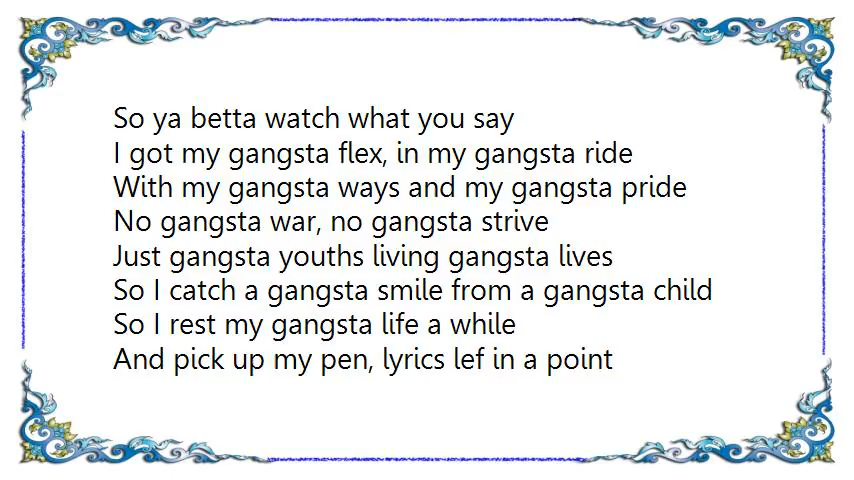 So ya betta watch what you say
I got my gangsta flex, in my gangsta ride
With my gangsta ways and my gangsta pride
No gangsta war, no gangsta strive
Just gangsta youths living gangsta lives
So I catch a gangsta smile from a gangsta child
So I rest my gangsta life a while
And pick up my pen, lyrics lef in a point